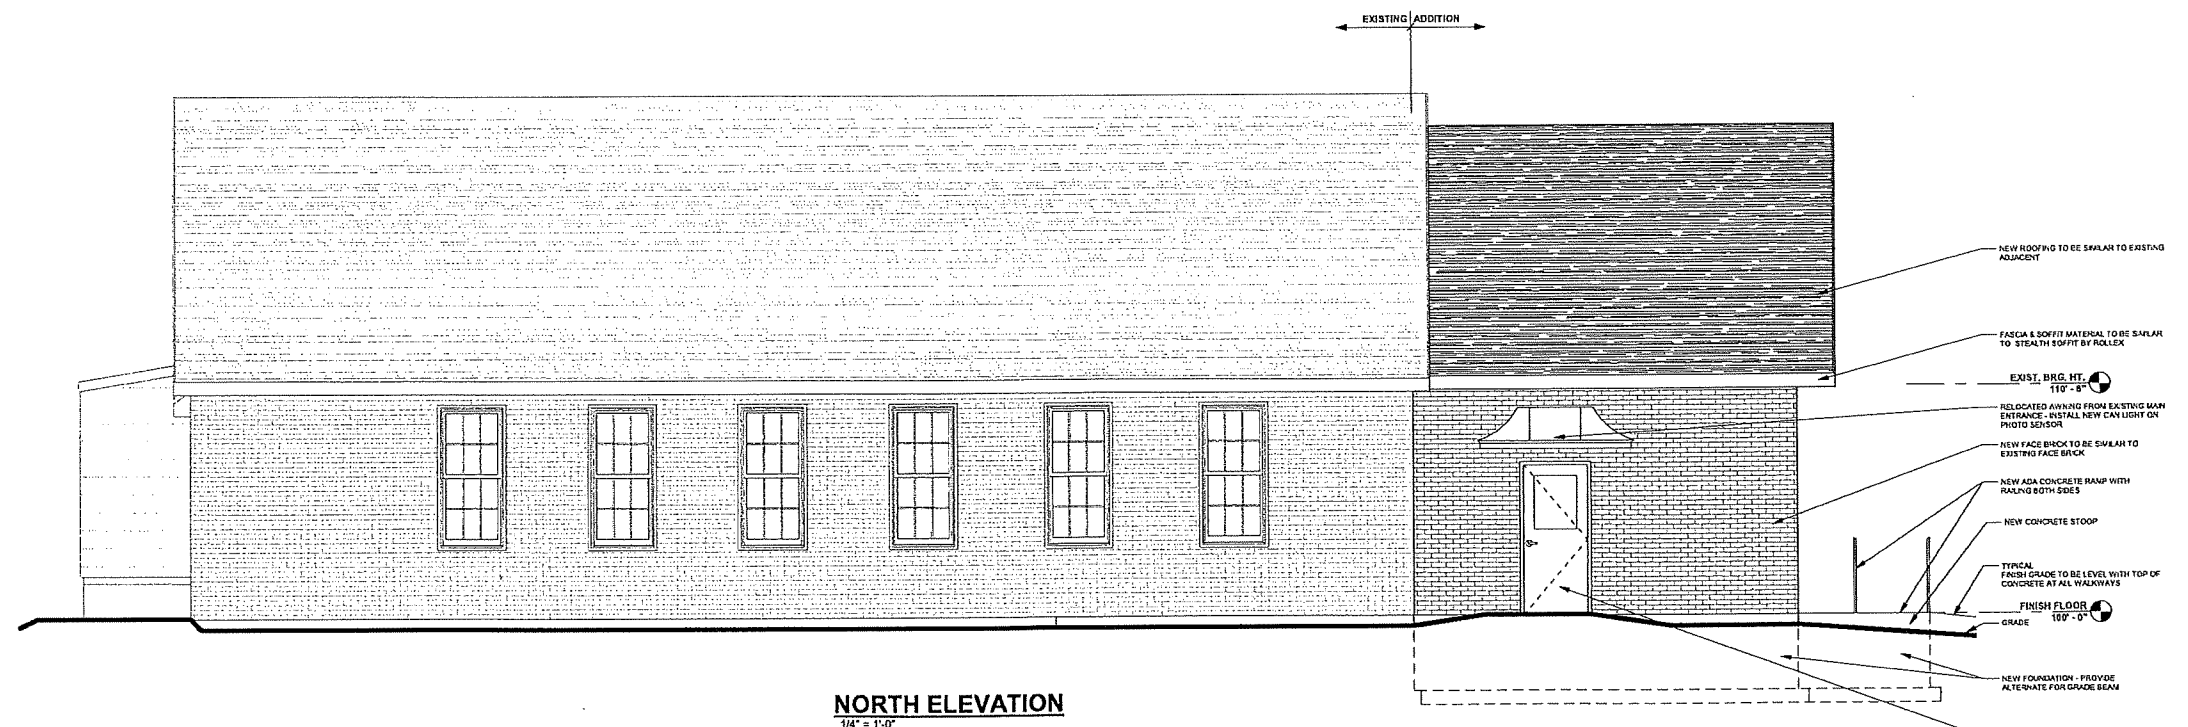 EXISTING ADDITION
NEW ROOFING TO BE SIMILAR TO EXISTING
ADJACENT
FASCIA & SOFFIT MATERIAL TO BE SIMILAR
TO STEALTH SOFFIT BY ROLLEX
EXIST. BRG. HT.
110' - 8"
RELOCATED AWNING FROM EXISTING MAIN
ENTRANCE - INSTALL NEW CAN LIGHT ON
PHOTO SENSOR
NEW FACE BRICK TO BE SIMILAR TO
EXISTING FACE BRICK
NEW ADA CONCRETE RAMP WITH
RAILING BOTH SIDES
NEW CONCRETE STOOP
TYPICAL
FINISH GRADE TO BE LEVEL WITH TOP OF
CONCRETE AT ALL WALKWAYS
FINISH FLOOR
100' - 0"
GRADE
NEW FOUNDATION - PROVIDE
ALTERNATE FOR GRADE BEAM
NORTH ELEVATION
1/4" = 1'-0"